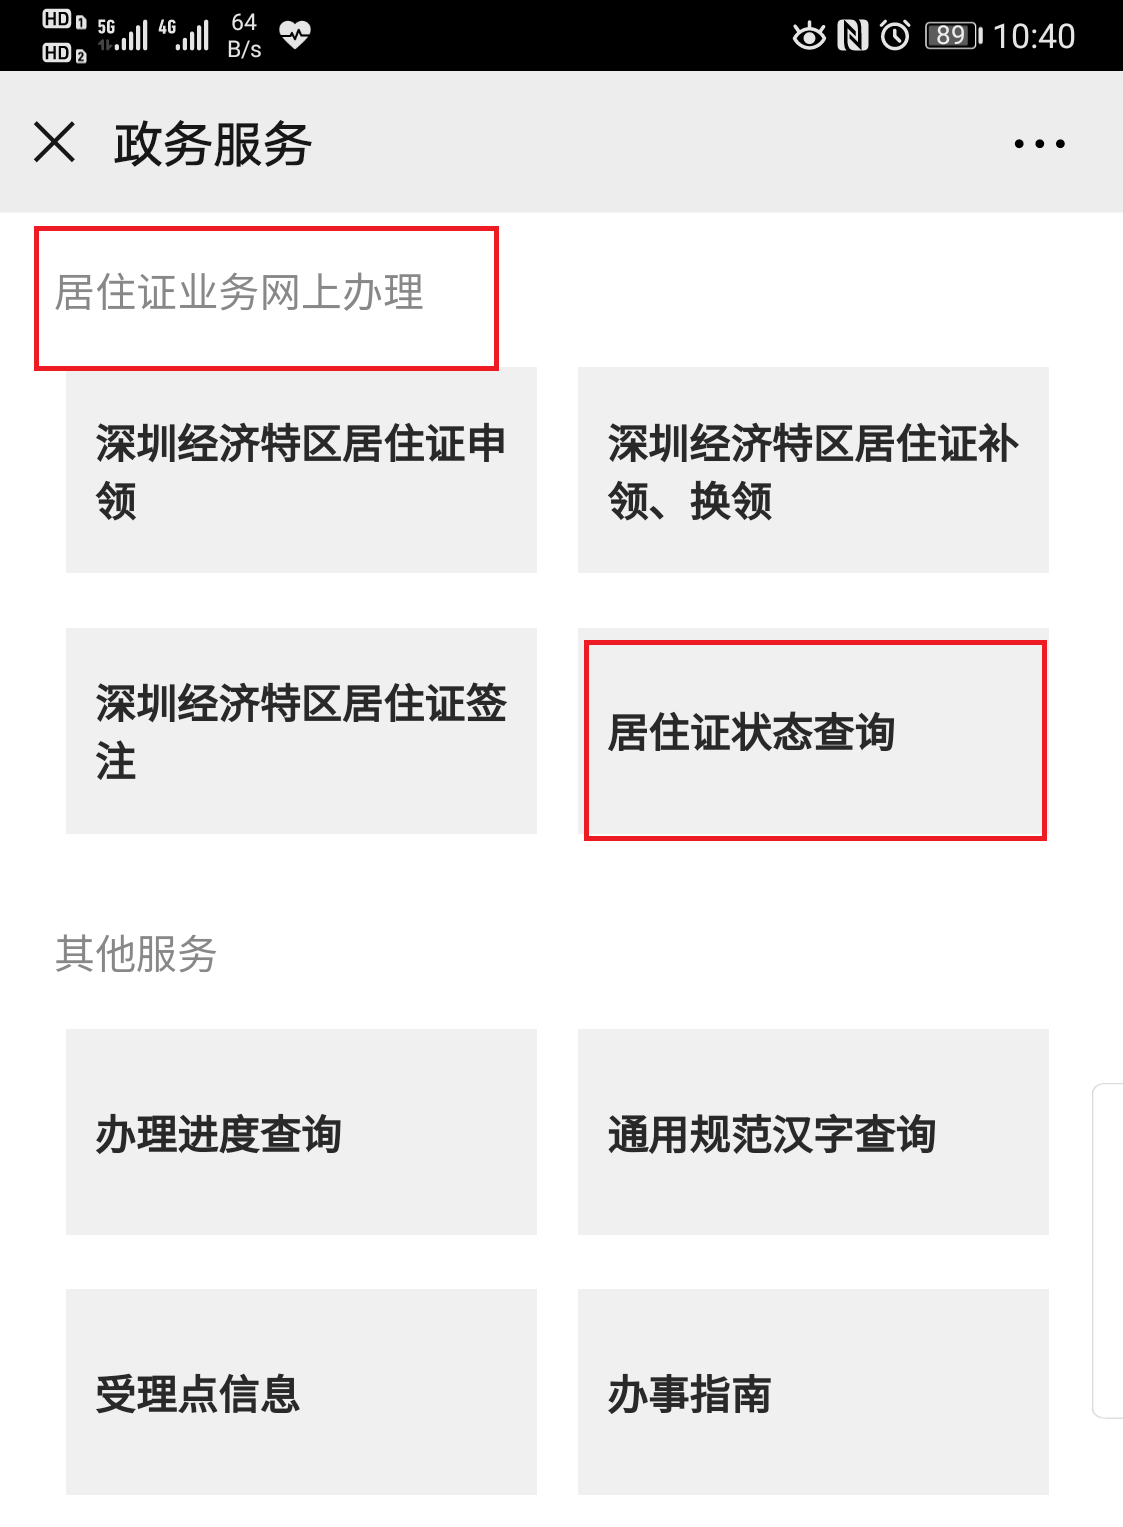 HD 1 5G 4G 64 89 10:40
HD 2 B/s
政务服务
居住证业务网上办理
深圳经济特区居住证申
领
深圳经济特区居住证补
领、换领
深圳经济特区居住证签
注
居住证状态查询
其他服务
办理进度查询
通用规范汉字查询
受理点信息
办事指南